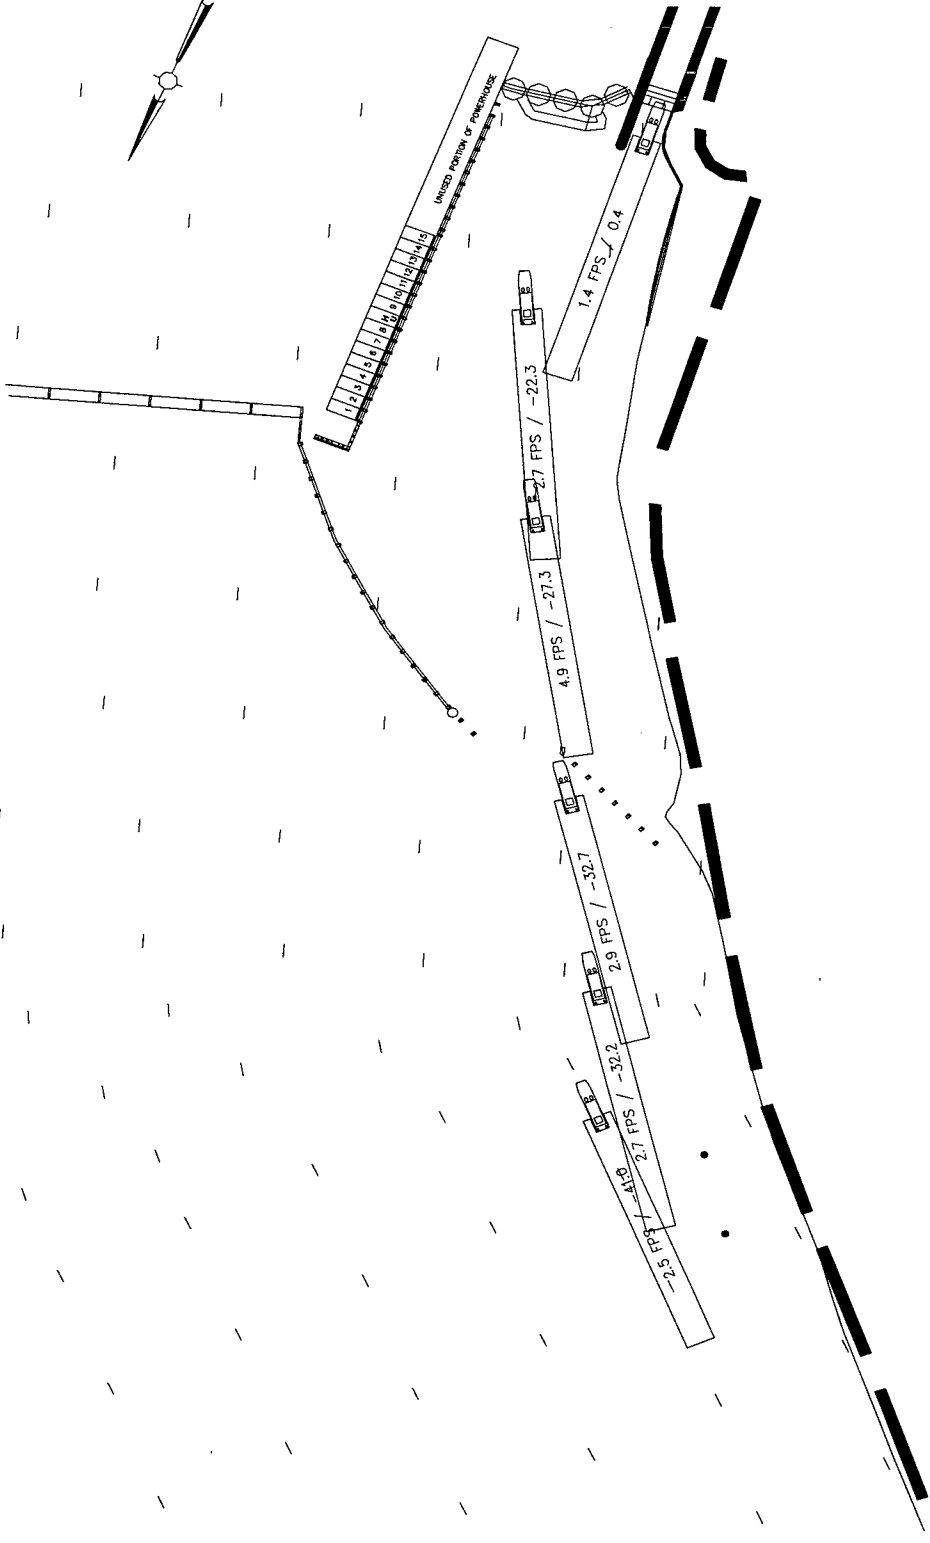 UNUSED PORTION OF POWERHOUSE
15
14
13
12
11
10
9
8
7
6
5
4
3
2
1
1.4 FPS / 0.4
2.7 FPS / -22.3
4.9 FPS / -27.3
2.9 FPS / -32.7
2.7 FPS / -32.2
-2.5 FPS / -41.0